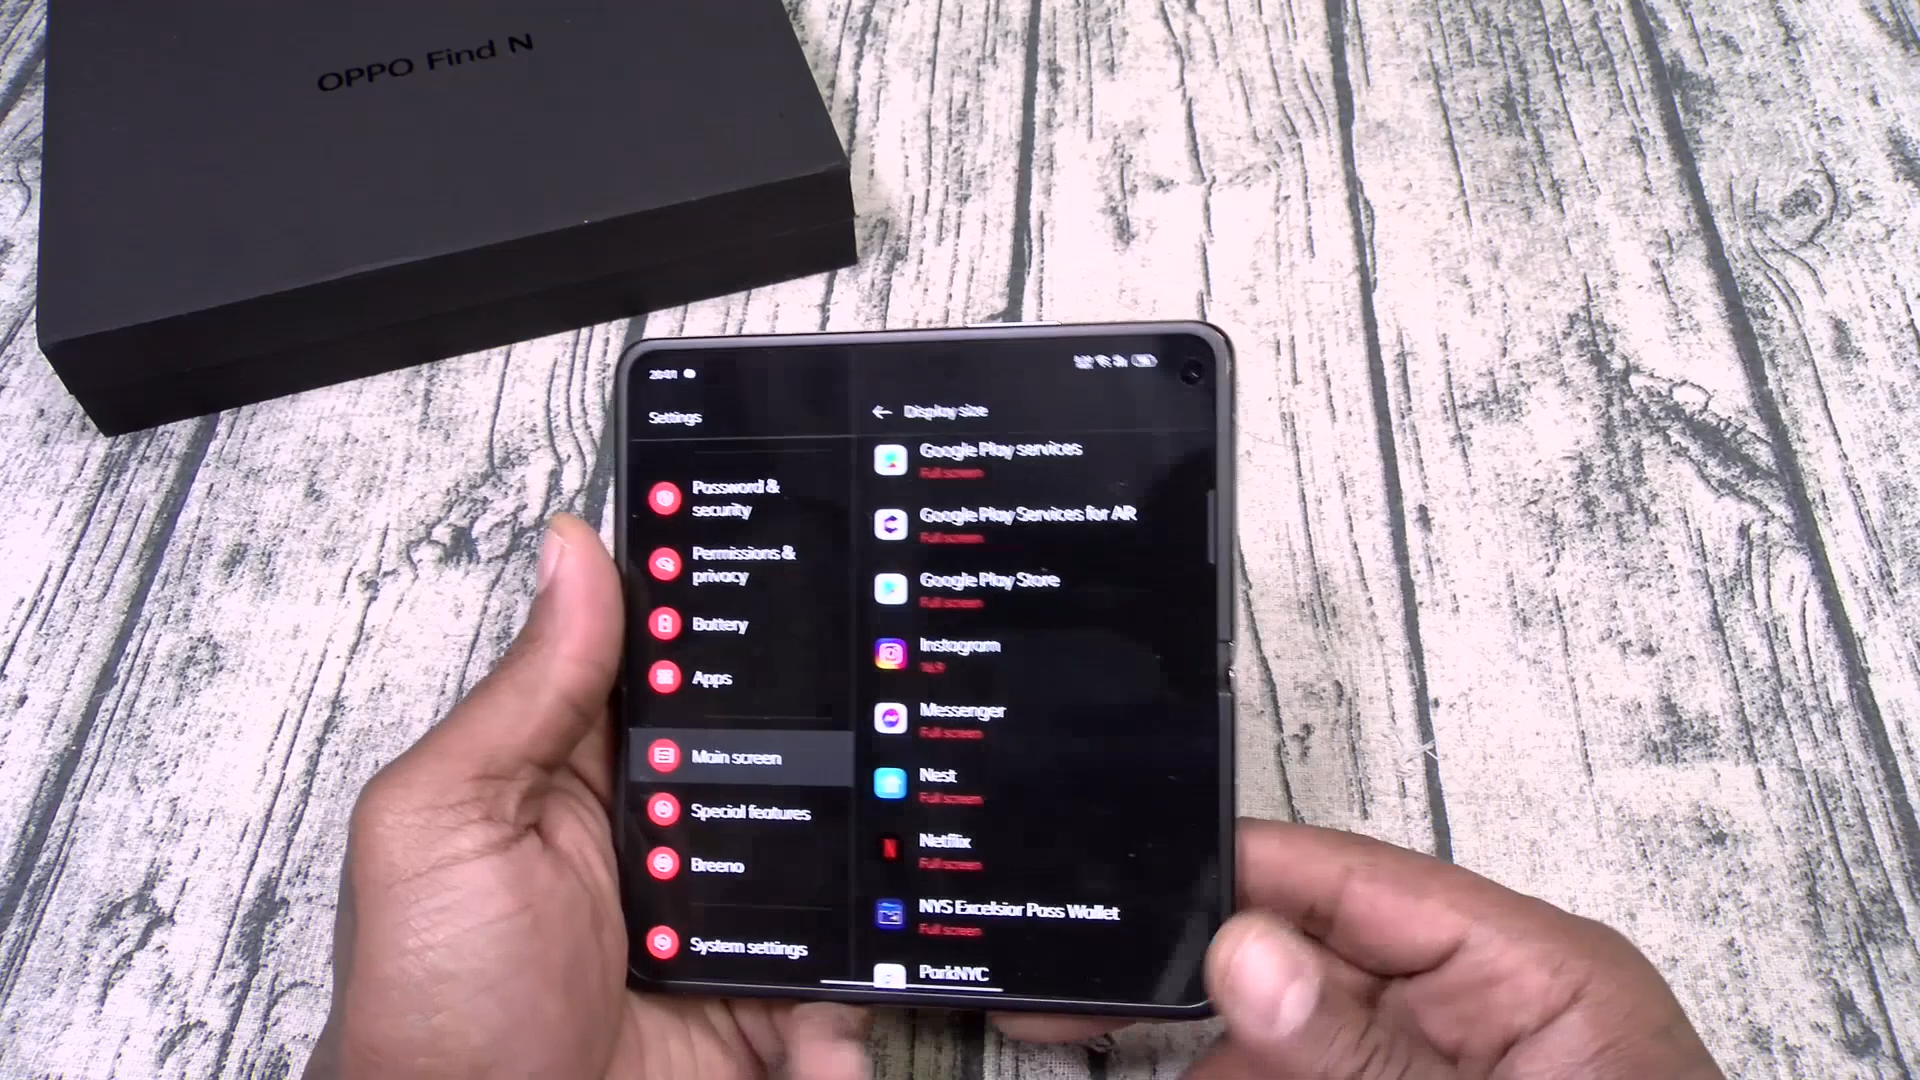 OPPO Find N
Settings
Password &
security
Permissions &
privacy
Battery
Apps
Main screen
Special features
Breeno
System settings
Display size
Google Play services
Full screen
Google Play Services for AR
Full screen
Google Play Store
Full screen
Instagram
16:9
Messenger
Full screen
Nest
Full screen
Netflix
Full screen
NYS Excelsior Pass Wallet
Full screen
ParkNYC